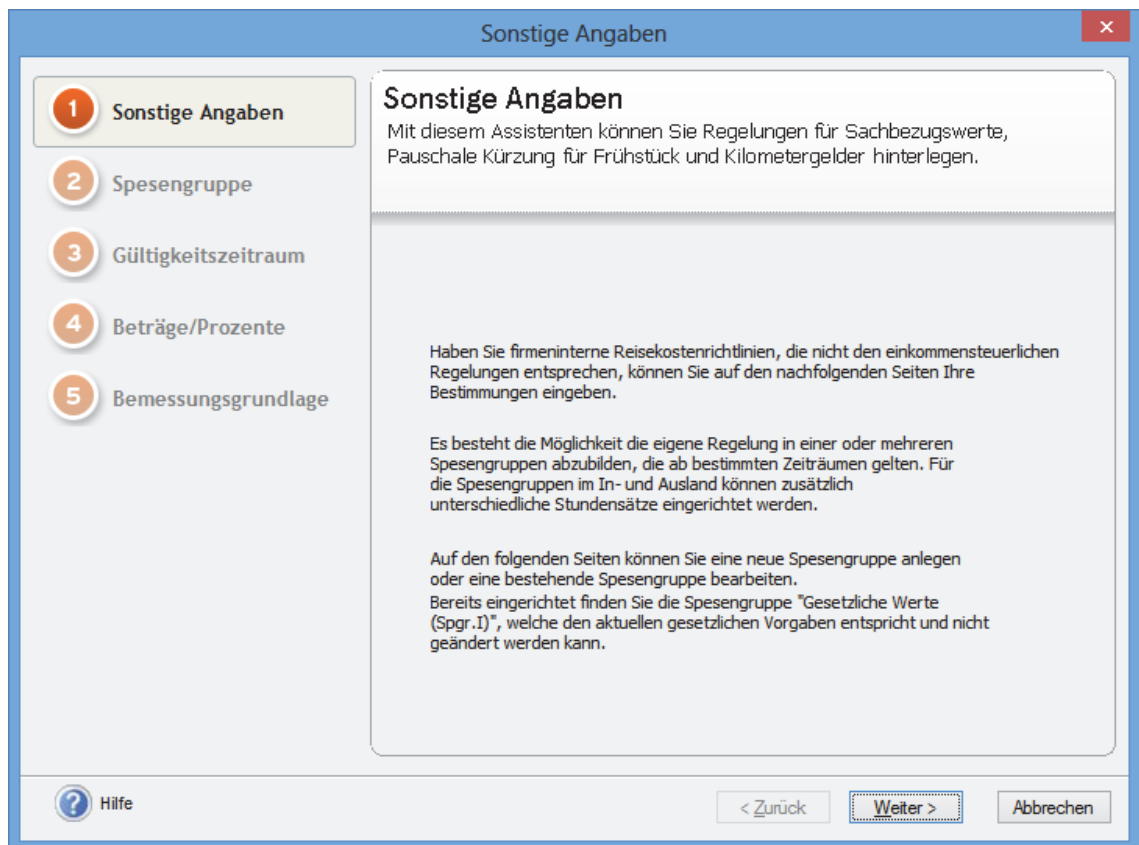 Sonstige Angaben
1 Sonstige Angaben
2 Spesengruppe
3 Gültigkeitszeitraum
4 Beträge/Prozente
5 Bemessungsgrundlage
Sonstige Angaben
Mit diesem Assistenten können Sie Regelungen für Sachbezugswerte,
Pauschale Kürzung für Frühstück und Kilometergelder hinterlegen.
Haben Sie firmeninterne Reisekostenrichtlinien, die nicht den einkommensteuerlichen
Regelungen entsprechen, können Sie auf den nachfolgenden Seiten Ihre
Bestimmungen eingeben.
Es besteht die Möglichkeit die eigene Regelung in einer oder mehreren
Spesengruppen abzubilden, die ab bestimmten Zeiträumen gelten. Für
die Spesengruppen im In- und Ausland können zusätzlich
unterschiedliche Stundensätze eingerichtet werden.
Auf den folgenden Seiten können Sie eine neue Spesengruppe anlegen
oder eine bestehende Spesengruppe bearbeiten.
Bereits eingerichtet finden Sie die Spesengruppe "Gesetzliche Werte
(Spgr.I)", welche den aktuellen gesetzlichen Vorgaben entspricht und nicht
geändert werden kann.
? Hilfe
< Zurück
Weiter >
Abbrechen